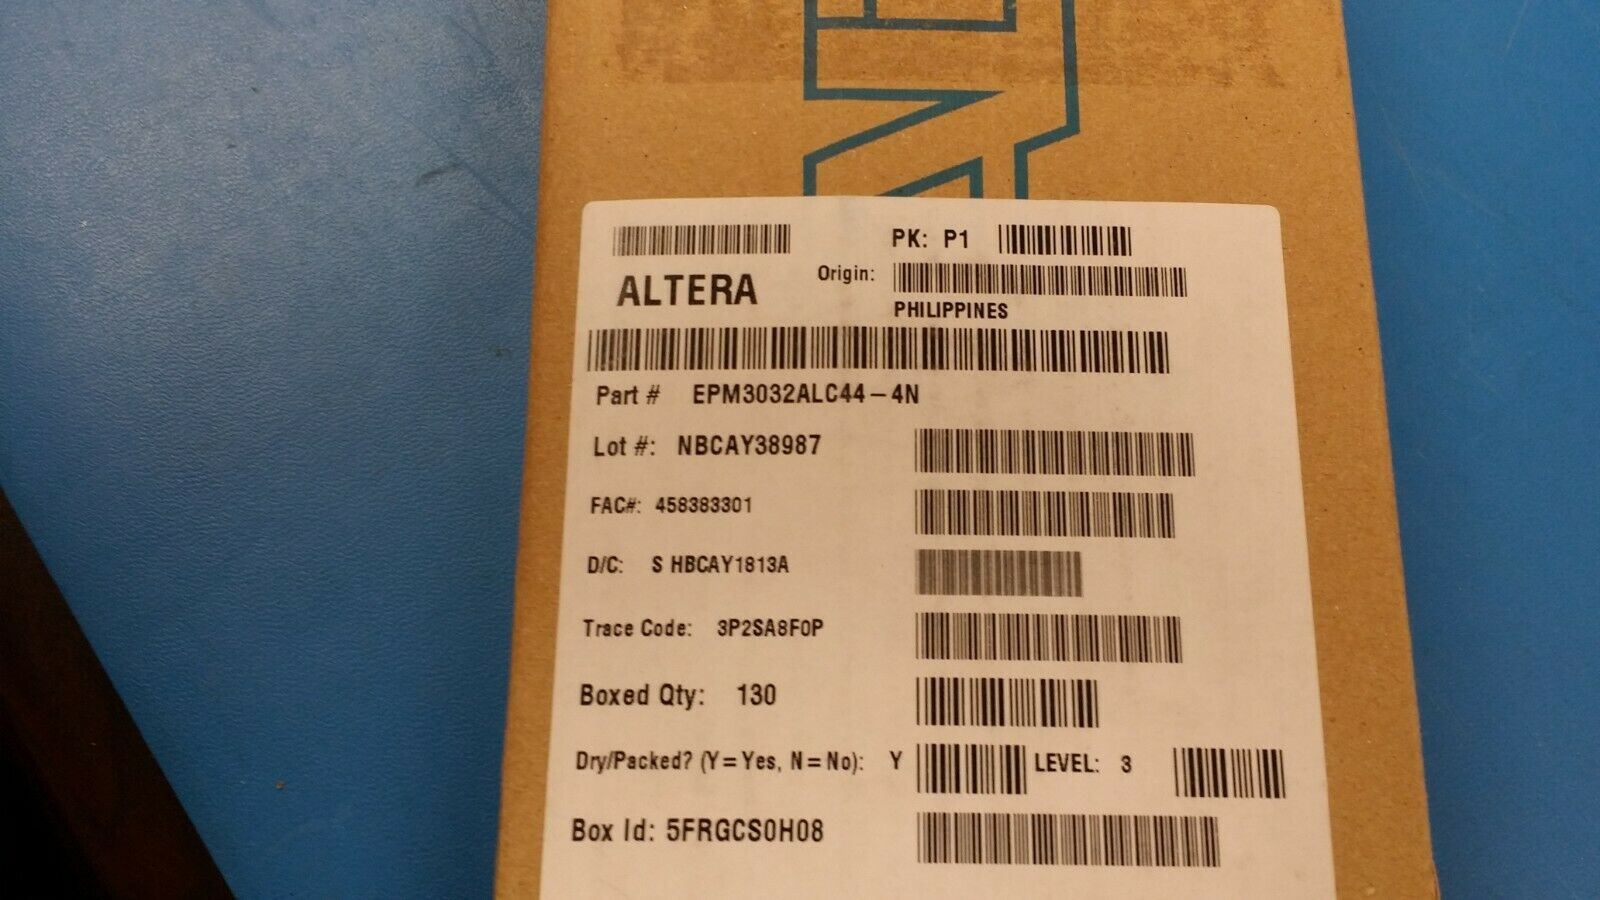 PK: P1
ALTERA
Origin:
PHILIPPINES
Part # EPM3032ALC44-4N
Lot #: NBCAY38987
FAC#: 458383301
D/C: S HBCAY1813A
Trace Code: 3P2SA8F0P
Boxed Qty: 130
Dry/Packed? (Y=Yes, N=No): Y LEVEL: 3
Box Id: 5FRGCS0H08